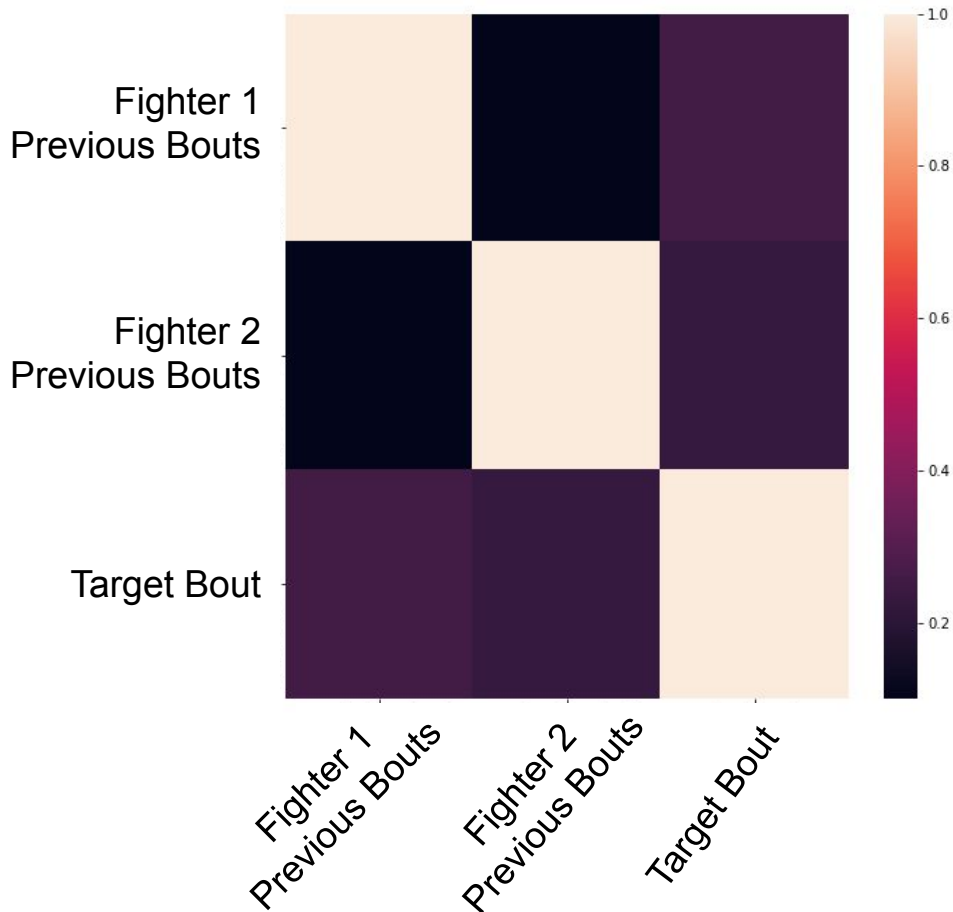 Fighter 1
Previous Bouts
Fighter 2
Previous Bouts
Target Bout
Fighter 1
Previous Bouts
Fighter 2
Previous Bouts
Target Bout
1.0
0.8
0.6
0.4
0.2